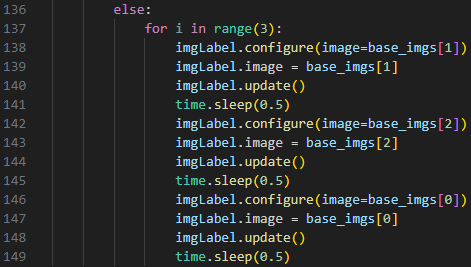 136 else:
137 for i in range(3):
138 imgLabel.configure(image=base_imgs[1])
139 imgLabel.image = base_imgs[1]
140 imgLabel.update()
141 time.sleep(0.5)
142 imgLabel.configure(image=base_imgs[2])
143 imgLabel.image = base_imgs[2]
144 imgLabel.update()
145 time.sleep(0.5)
146 imgLabel.configure(image=base_imgs[0])
147 imgLabel.image = base_imgs[0]
148 imgLabel.update()
149 time.sleep(0.5)